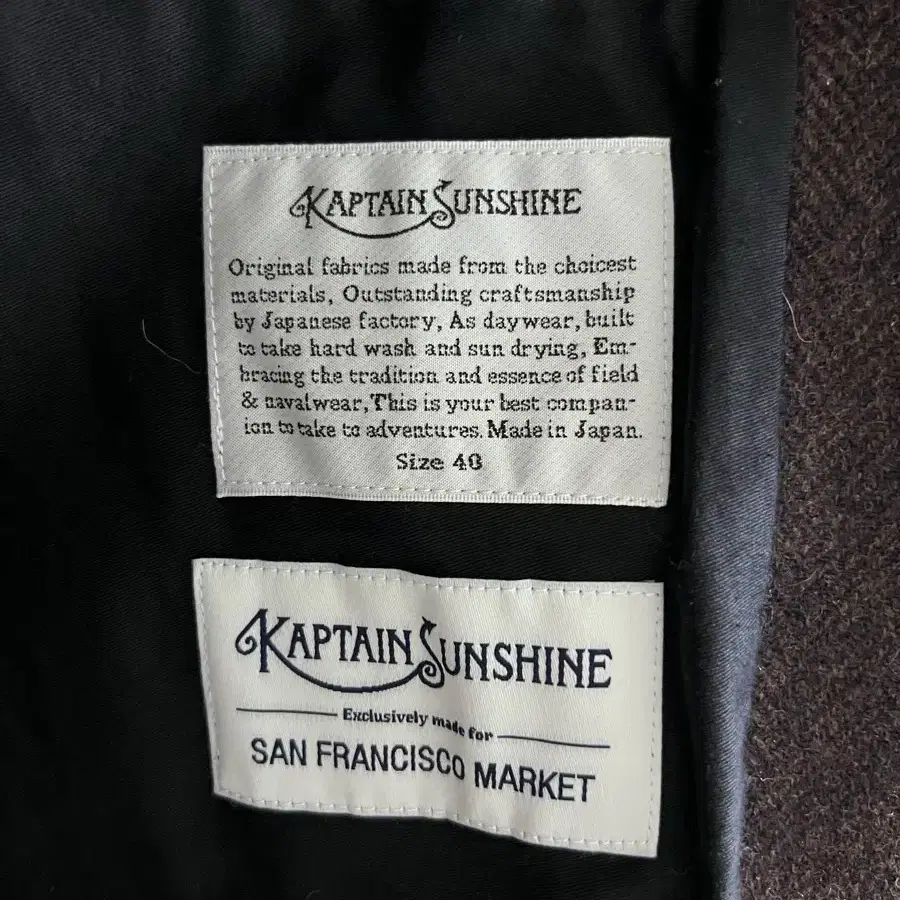 KAPTAIN SUNSHINE
Original fabrics made from the choicest
materials, Outstanding craftsmanship
by Japanese factory, As daywear, built
to take hard wash and sun drying, Em-
bracing the tradition and essence of field
& navalwear, This is your best compan-
ion to take to adventures. Made in Japan.
Size 40
KAPTAIN SUNSHINE
Exclusively made for
SAN FRANCISCO MARKET